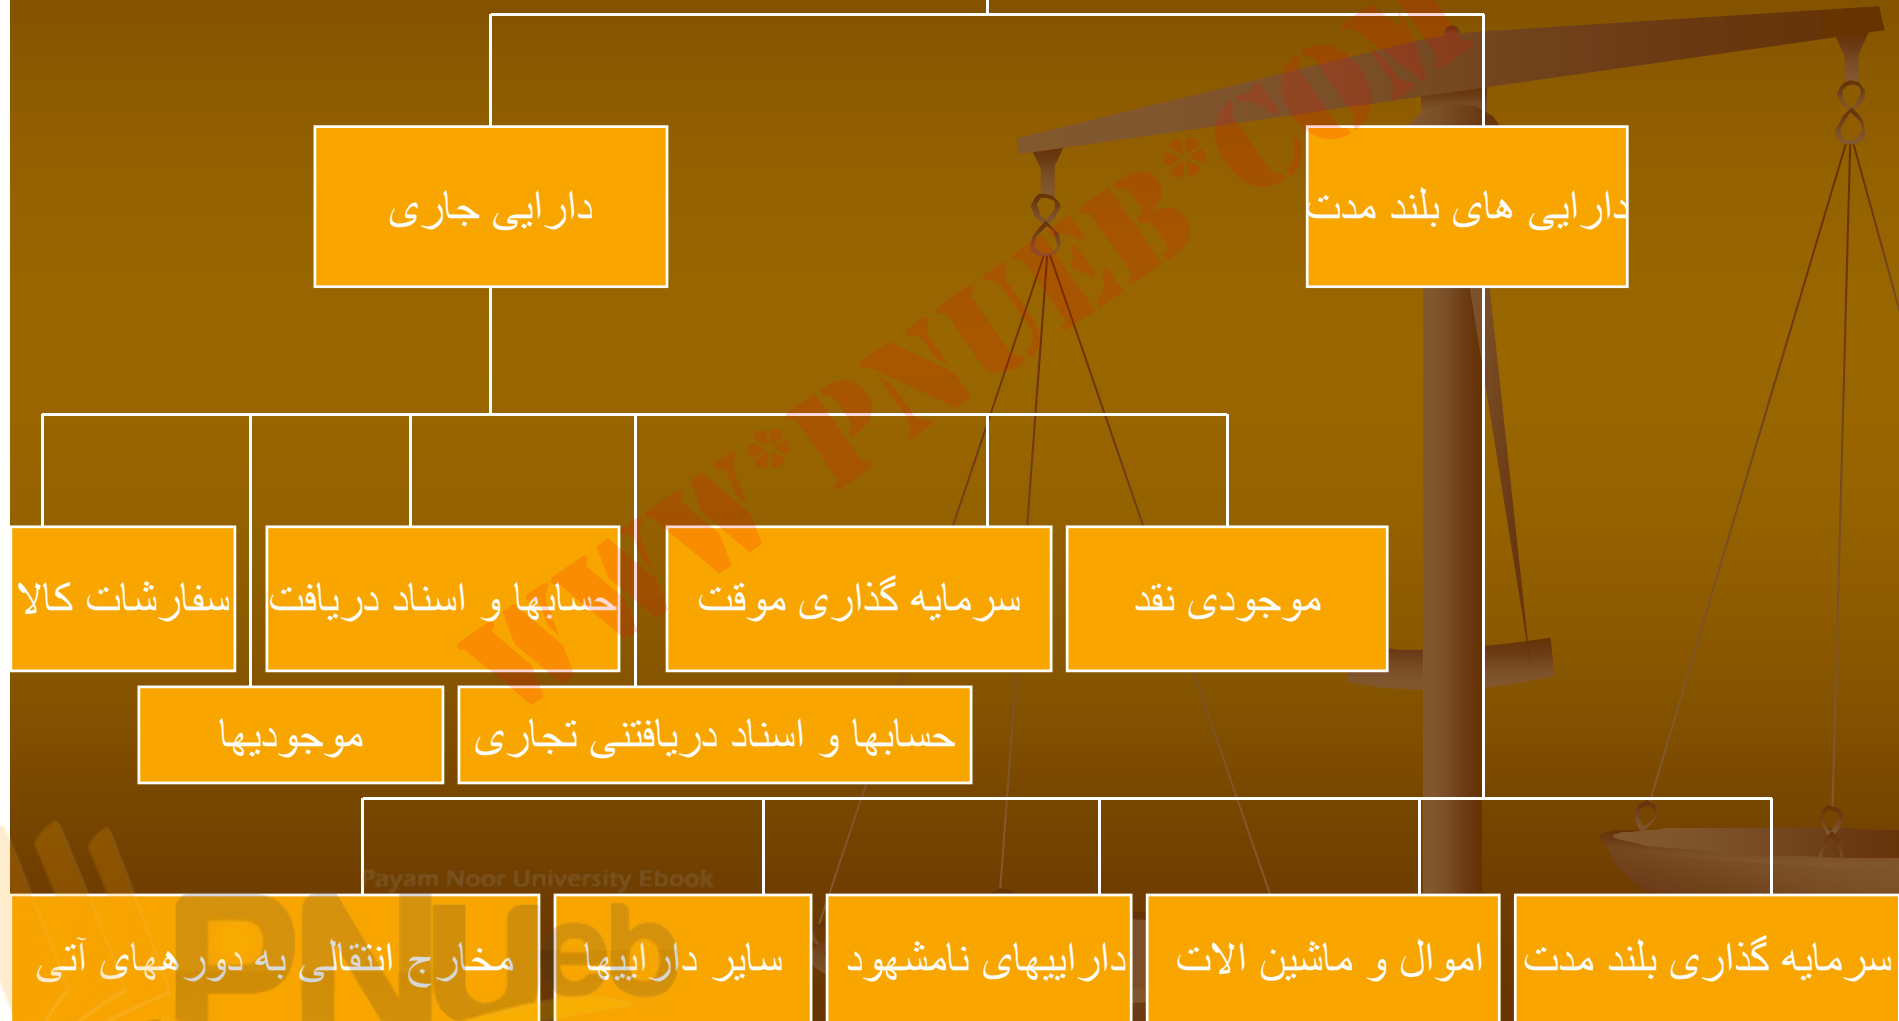 دارایی های بلند مدت
دارایی جاری
موجودی نقد
سرمایه گذاری موقت
حسابها و اسناد دریافت
سفارشات کالا
حسابها و اسناد دریافتنی تجاری
موجودیها
سرمایه گذاری بلند مدت
اموال و ماشین الات
داراییهای نامشهود
سایر داراییها
مخارج انتقالی به دور ههای آتی
WWW*PNUEB*COM
Payam Noor University Ebook
PNUeb